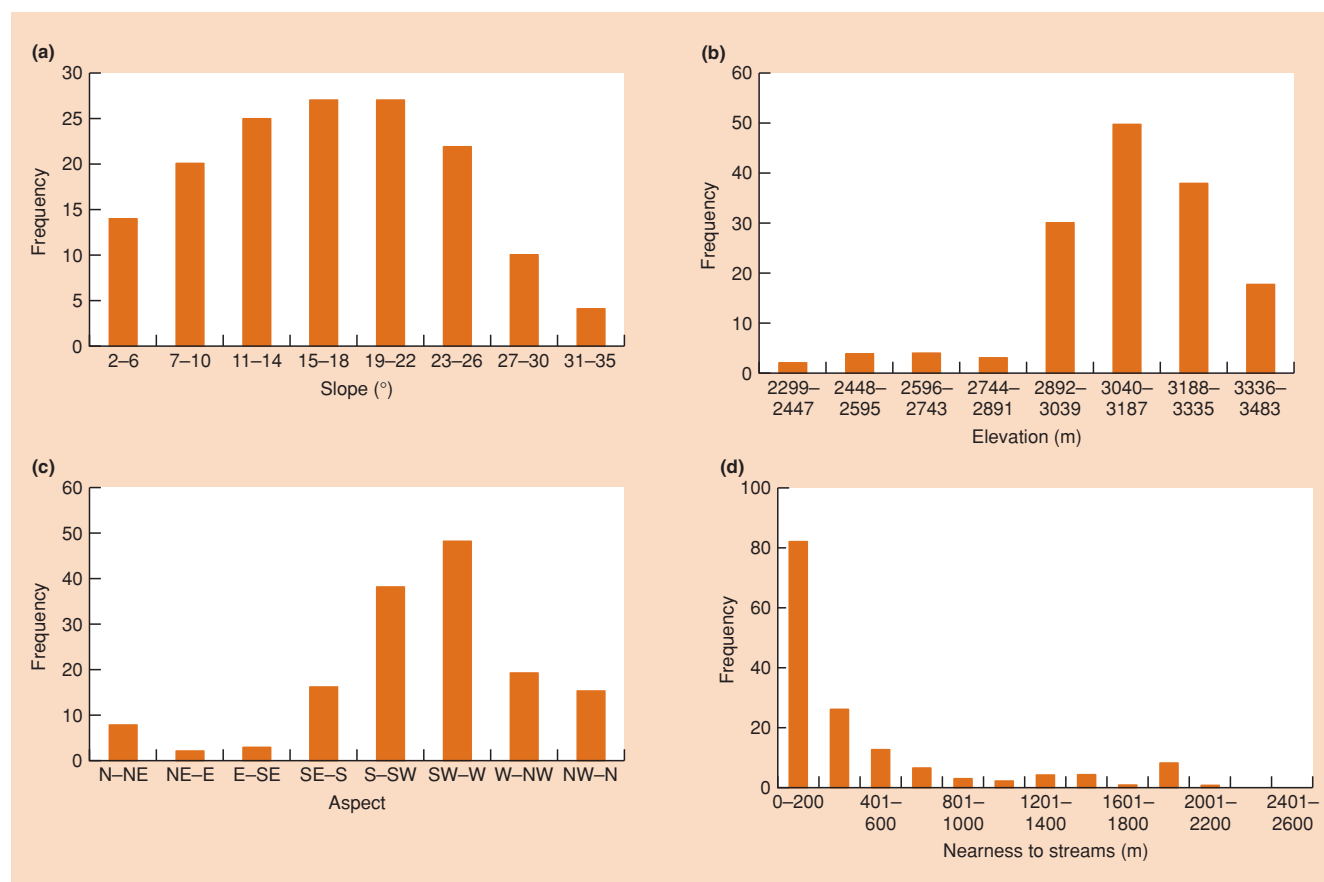 (a)
30
25
20
15
10
5
0
Frequency
2–6 7–10 11–14 15–18 19–22 23–26 27–30 31–35
Slope (°)
(b)
60
50
40
30
20
10
0
Frequency
2299– 2448– 2596– 2744– 2892– 3040– 3188– 3336–
2447 2595 2743 2891 3039 3187 3335 3483
Elevation (m)
(c)
60
50
40
30
20
10
0
Frequency
N–NE NE–E E–SE SE–S S–SW SW–W W–NW NW–N
Aspect
(d)
100
80
60
40
20
0
Frequency
0–200 401– 801– 1201– 1601– 2001– 2401–
600 1000 1400 1800 2200 2600
Nearness to streams (m)